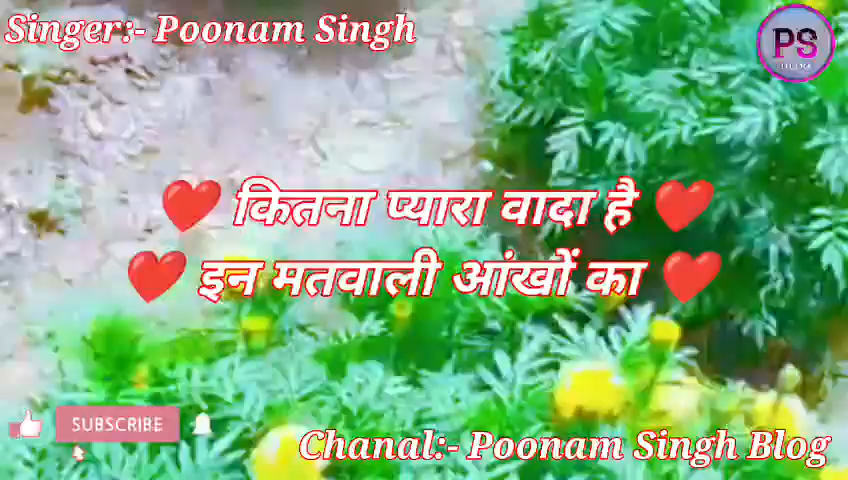 Singer:- Poonam Singh
PS
❤️ कितना प्यारा वादा है ❤️
❤️ इन मतवाली आंखों का ❤️
SUBSCRIBE
Chanal:- Poonam Singh Blog